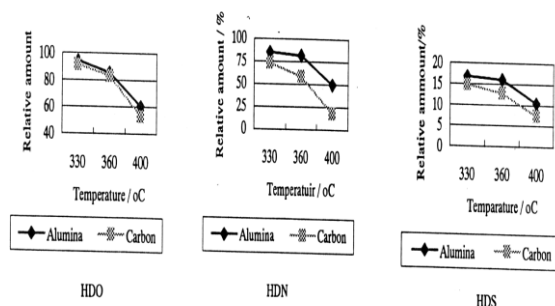 Relative amount
100
80
60
40
330 360 400
Temperature / oC
Alumina Carbon
HDO
Relative amount / %
100
75
50
25
0
330 360 400
Temperatuir / oC
Alumina Carbon
HDN
Relative ammount/%
20
15
10
5
0
330 360 400
Temparature / oC
Alumina Carbon
HDS